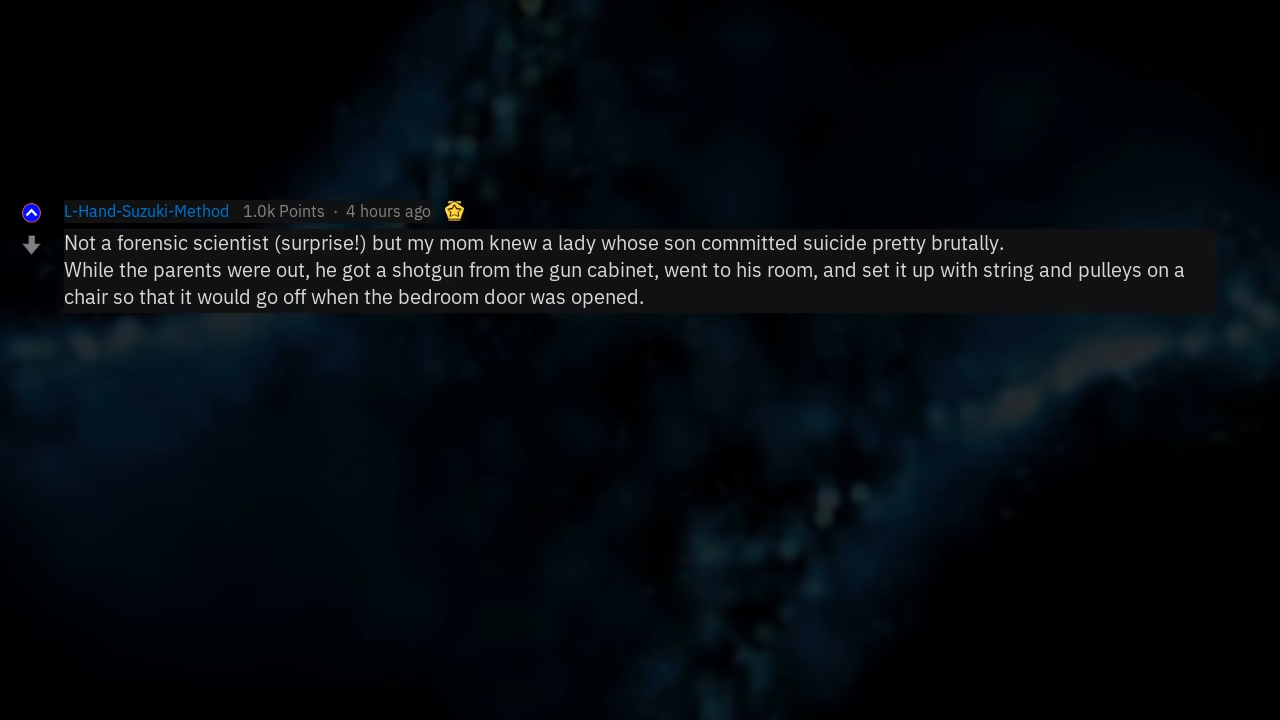 L-Hand-Suzuki-Method 1.0k Points · 4 hours ago
Not a forensic scientist (surprise!) but my mom knew a lady whose son committed suicide pretty brutally.
While the parents were out, he got a shotgun from the gun cabinet, went to his room, and set it up with string and pulleys on a
chair so that it would go off when the bedroom door was opened.